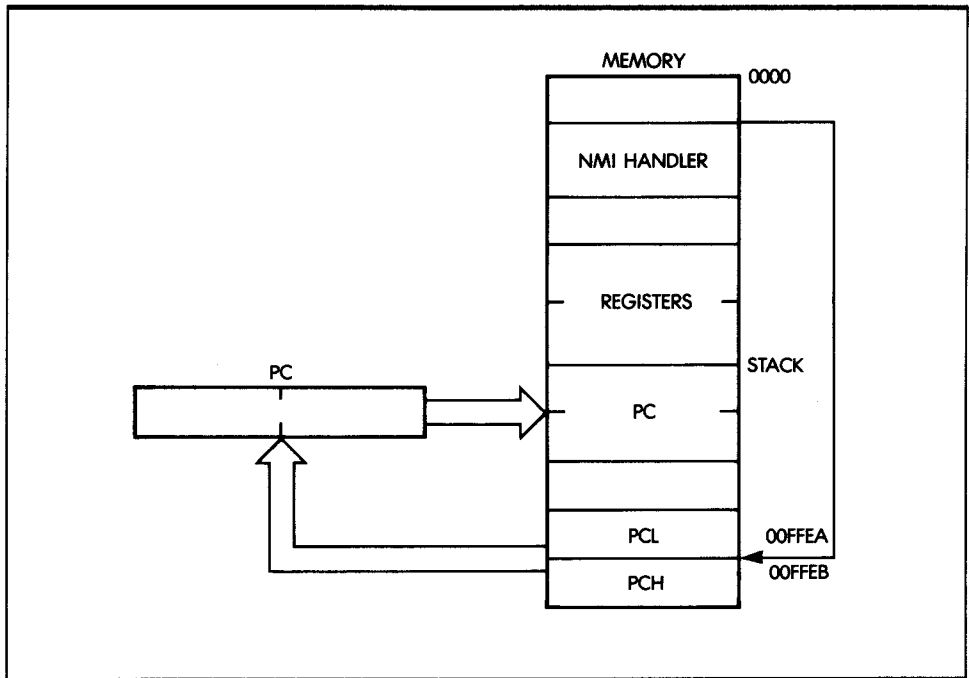 MEMORY
0000
NMI HANDLER
REGISTERS
STACK
PC
PC
PCL
00FFEA
00FFEB
PCH